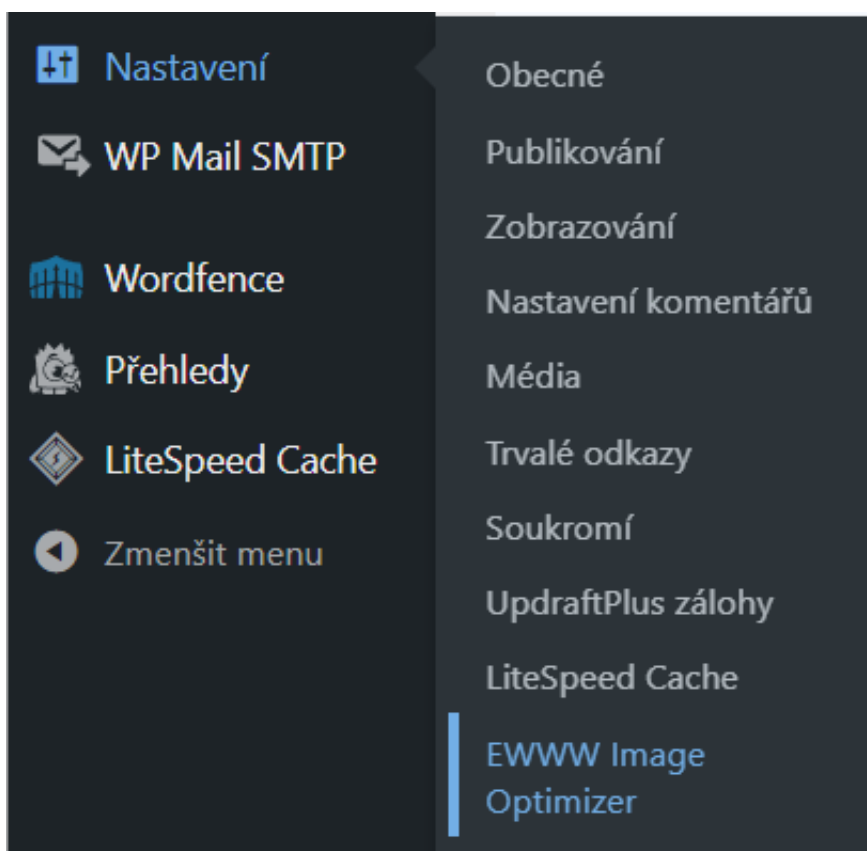 Nastavení
WP Mail SMTP
Wordfence
Přehledy
LiteSpeed Cache
Zmenšit menu
Obecné
Publikování
Zobrazování
Nastavení komentářů
Média
Trvalé odkazy
Soukromí
UpdraftPlus zálohy
LiteSpeed Cache
EWWW Image
Optimizer